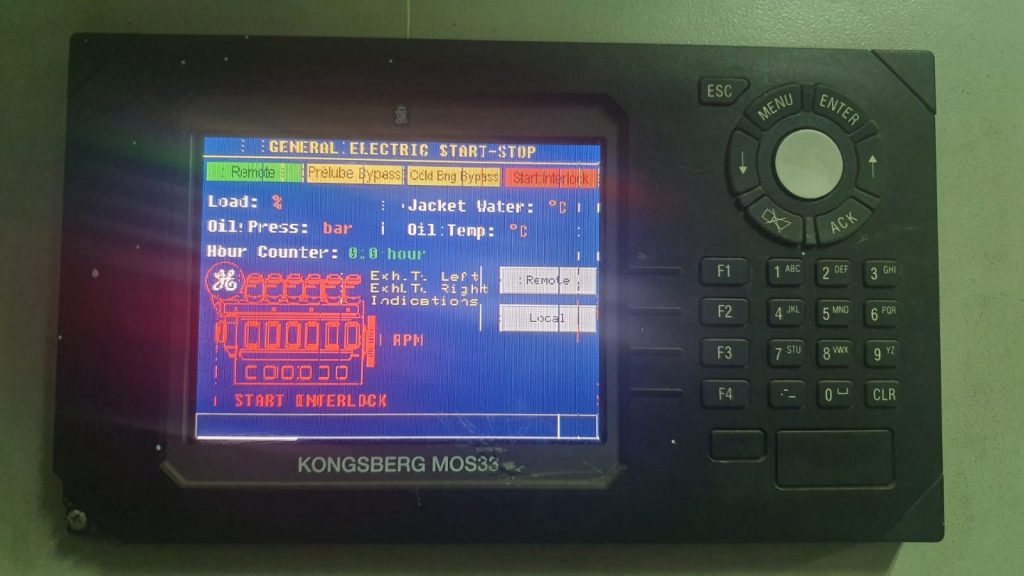 GENERAL ELECTRIC START-STOP
Remote Prelube Bypass Cold Eng Bypass Start Interlock
Load: % Jacket Water: °C
Oil Press: bar Oil Temp: °C
Hour Counter: 0.0 hour
GE
Exh.T. Left
Exh.T. Right
Indications
Remote
Local
RPM
START INTERLOCK
KONGSBERG MOS33
ESC
MENU ENTER
↓ ↑
ACK
F1 1 ABC 2 DEF 3 GHI
F2 4 JKL 5 MNO 6 PQR
F3 7 STU 8 VWX 9 YZ
F4 0 CLR